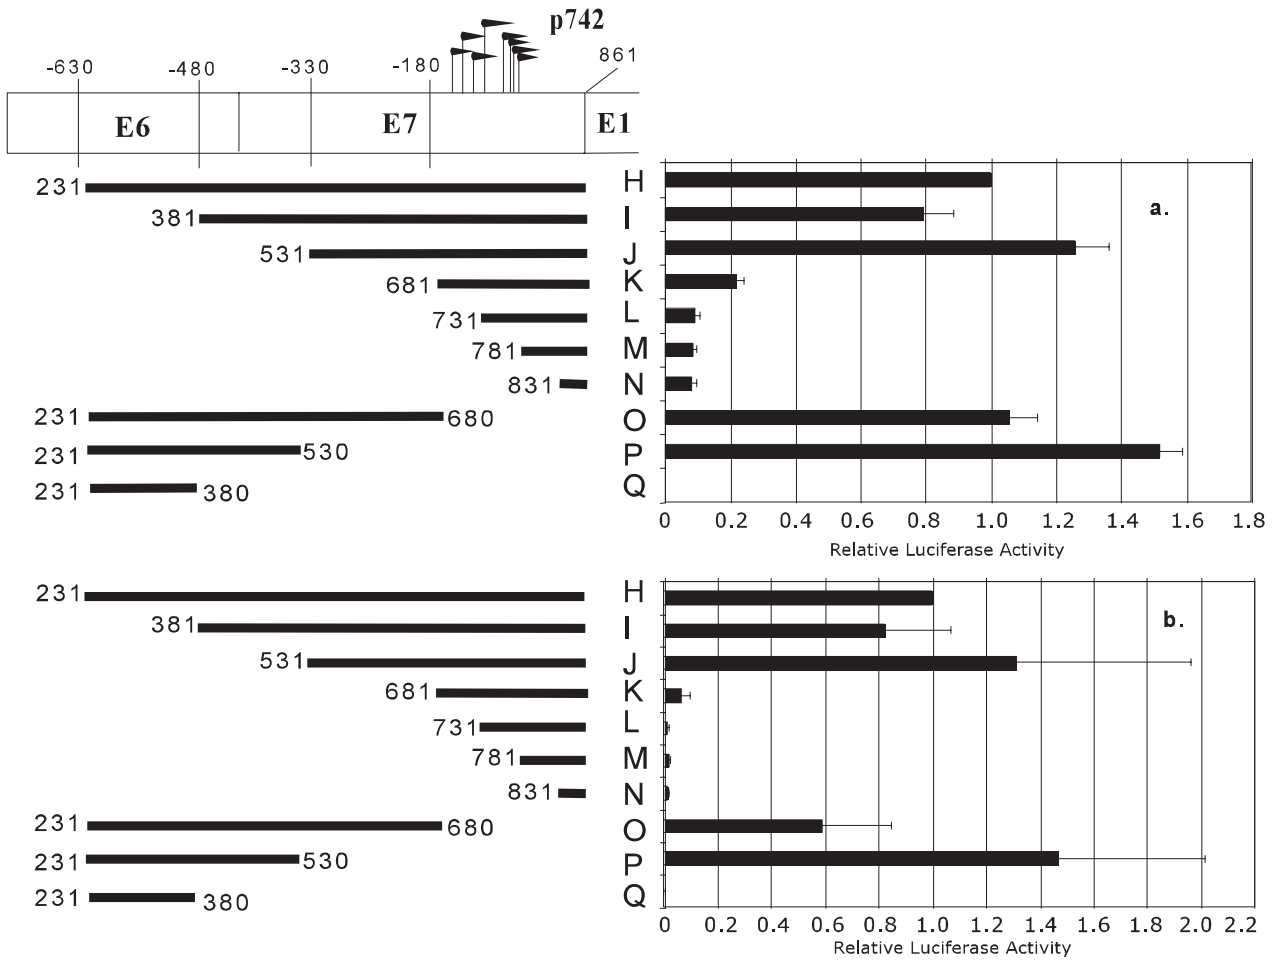 p742
861
-630 -480 -330 -180
E6 E7 E1
231 H
381 I
531 J
681 K
731 L
781 M
831 N
231 680 O
231 530 P
231 380 Q
a.
0 0.2 0.4 0.6 0.8 1.0 1.2 1.4 1.6 1.8
Relative Luciferase Activity
231 H
381 I
531 J
681 K
731 L
781 M
831 N
231 680 O
231 530 P
231 380 Q
b.
0 0.2 0.4 0.6 0.8 1.0 1.2 1.4 1.6 1.8 2.0 2.2
Relative Luciferase Activity